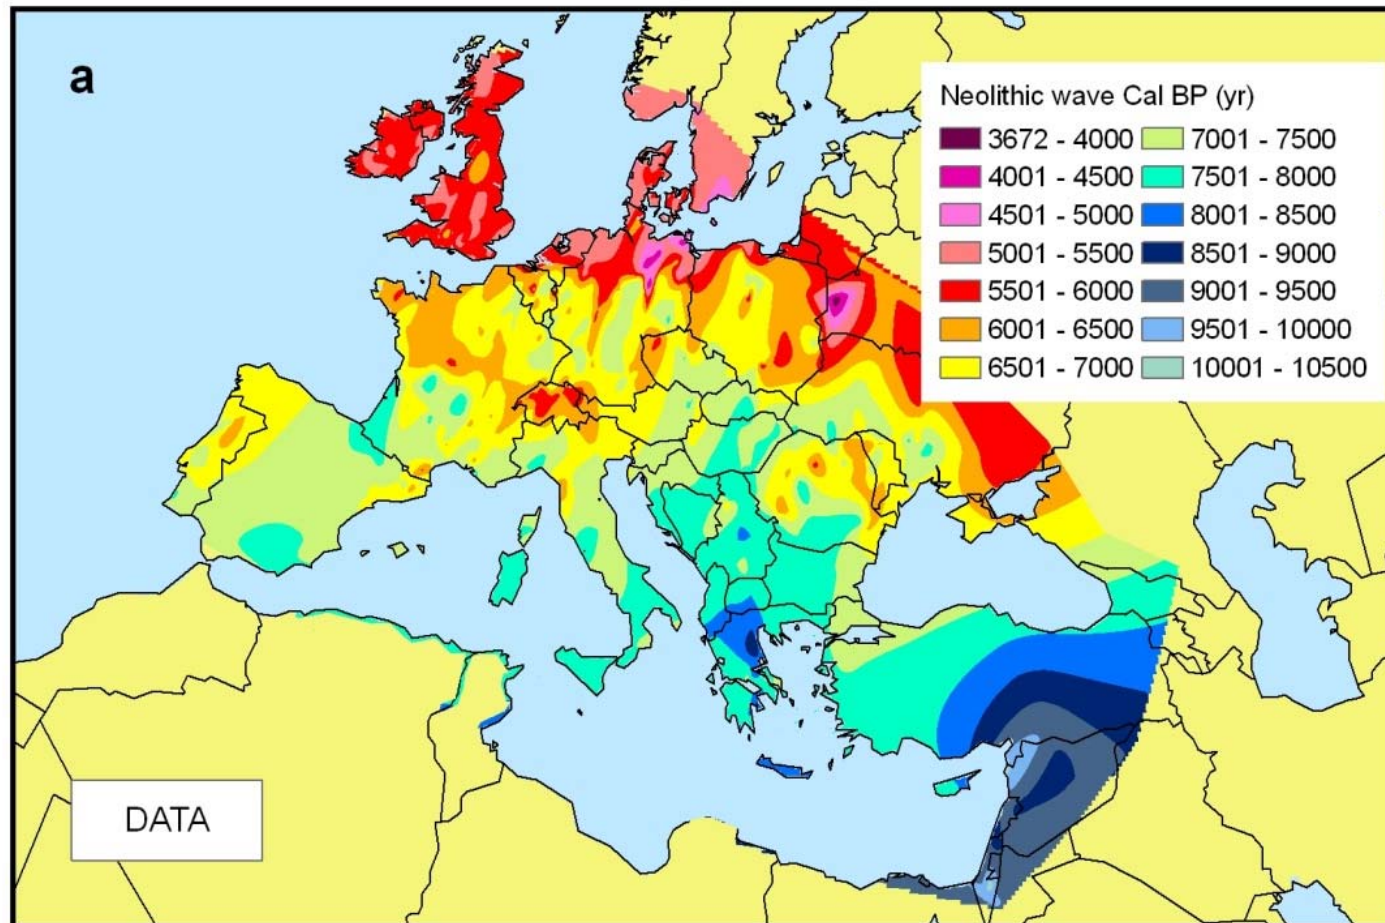 a
Neolithic wave Cal BP (yr)
3672 - 4000 7001 - 7500
4001 - 4500 7501 - 8000
4501 - 5000 8001 - 8500
5001 - 5500 8501 - 9000
5501 - 6000 9001 - 9500
6001 - 6500 9501 - 10000
6501 - 7000 10001 - 10500
DATA